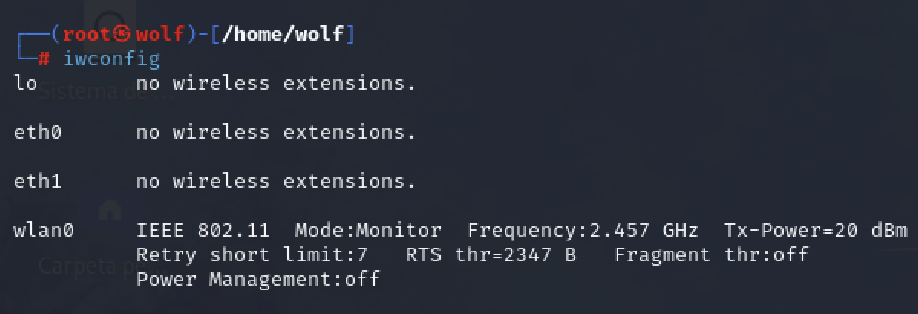 ┌──(root㉿wolf)-[/home/wolf]
└─# iwconfig
lo        no wireless extensions.
Sistema de ...
eth0      no wireless extensions.
eth1      no wireless extensions.
wlan0     IEEE 802.11  Mode:Monitor  Frequency:2.457 GHz  Tx-Power=20 dBm
          Retry short limit:7   RTS thr=2347 B   Fragment thr:off
Carpeta
          Power Management:off